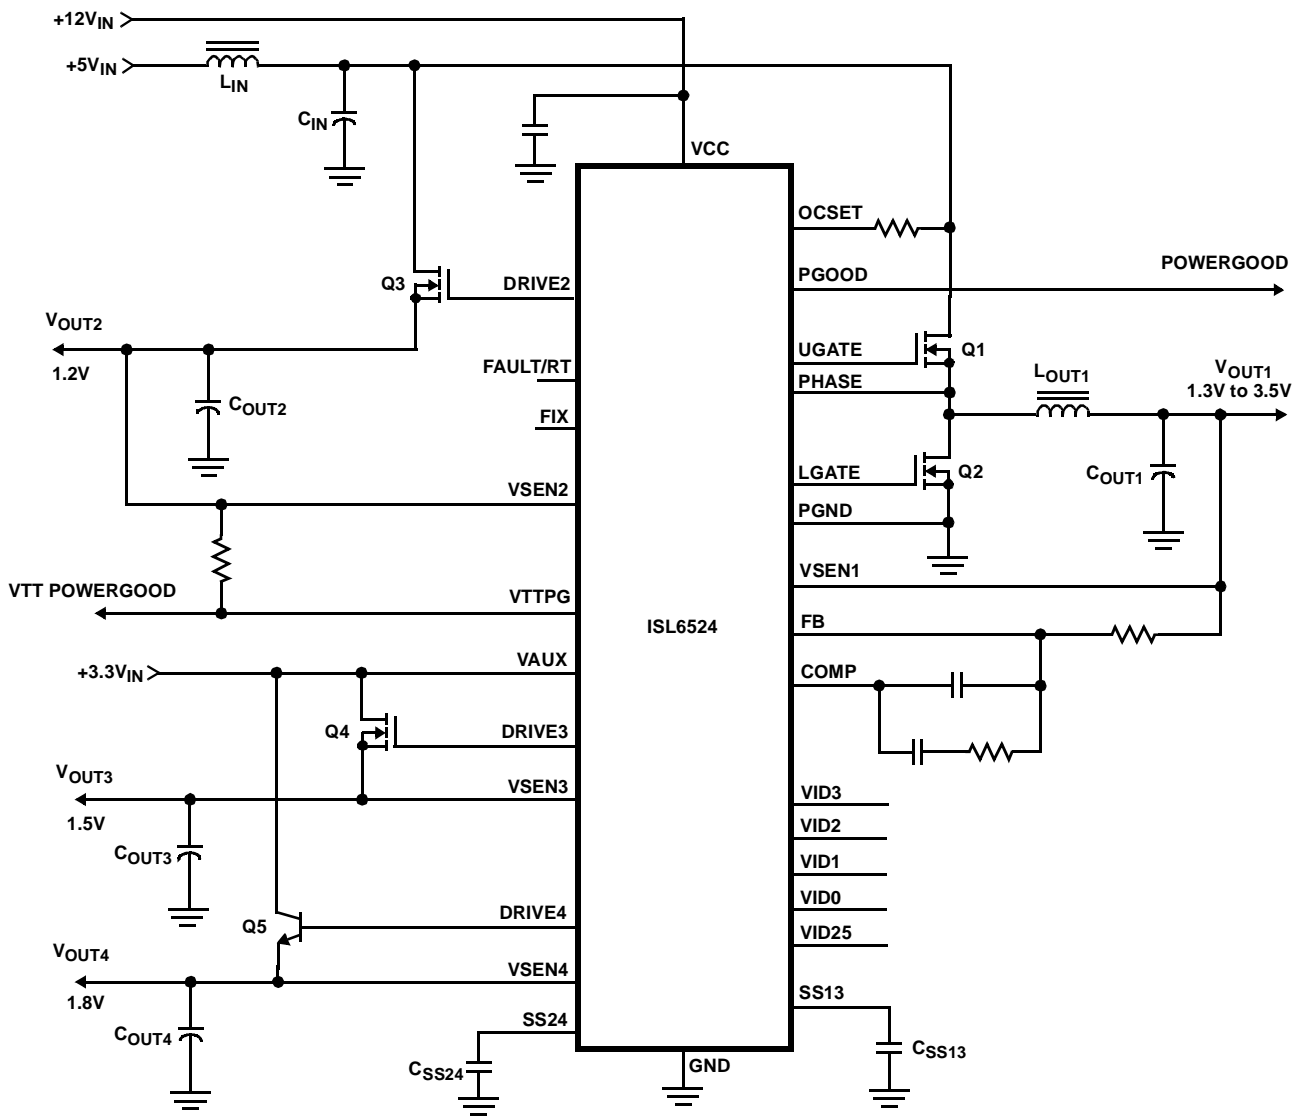 +12VIN
+5VIN
LIN
CIN
VCC
OCSET
PGOOD
POWERGOOD
Q3
DRIVE2
VOUT2
1.2V
COUT2
FAULT/RT
FIX
UGATE
Q1
PHASE
LOUT1
VOUT1
1.3V to 3.5V
LGATE
Q2
COUT1
PGND
VSEN2
VSEN1
VTT POWERGOOD
VTTPG
ISL6524
FB
+3.3VIN
VAUX
COMP
Q4
DRIVE3
VOUT3
1.5V
VSEN3
COUT3
VID3
VID2
VID1
VID0
VID25
Q5
DRIVE4
VOUT4
1.8V
VSEN4
COUT4
SS24
CSS24
SS13
CSS13
GND